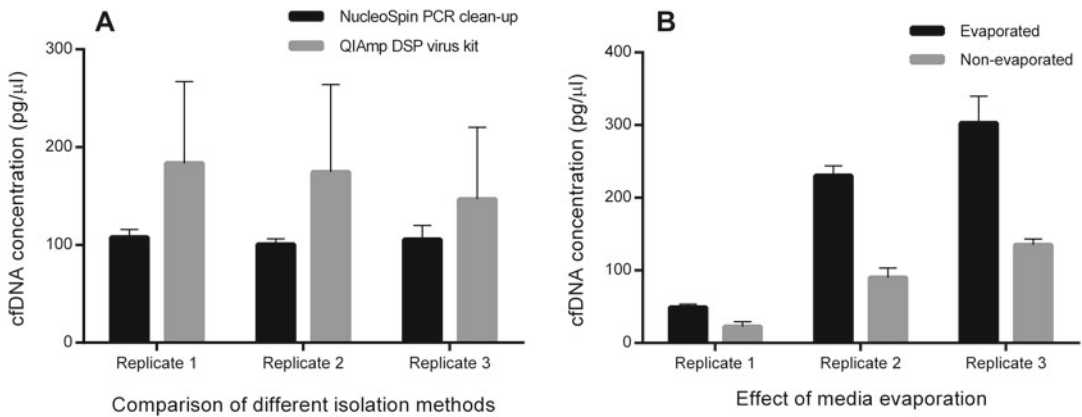 A
NucleoSpin PCR clean-up
QIAmp DSP virus kit
cfDNA concentration (pg/µl)
300
200
100
0
Replicate 1
Replicate 2
Replicate 3
Comparison of different isolation methods
B
Evaporated
Non-evaporated
cfDNA concentration (pg/µl)
400
300
200
100
0
Replicate 1
Replicate 2
Replicate 3
Effect of media evaporation